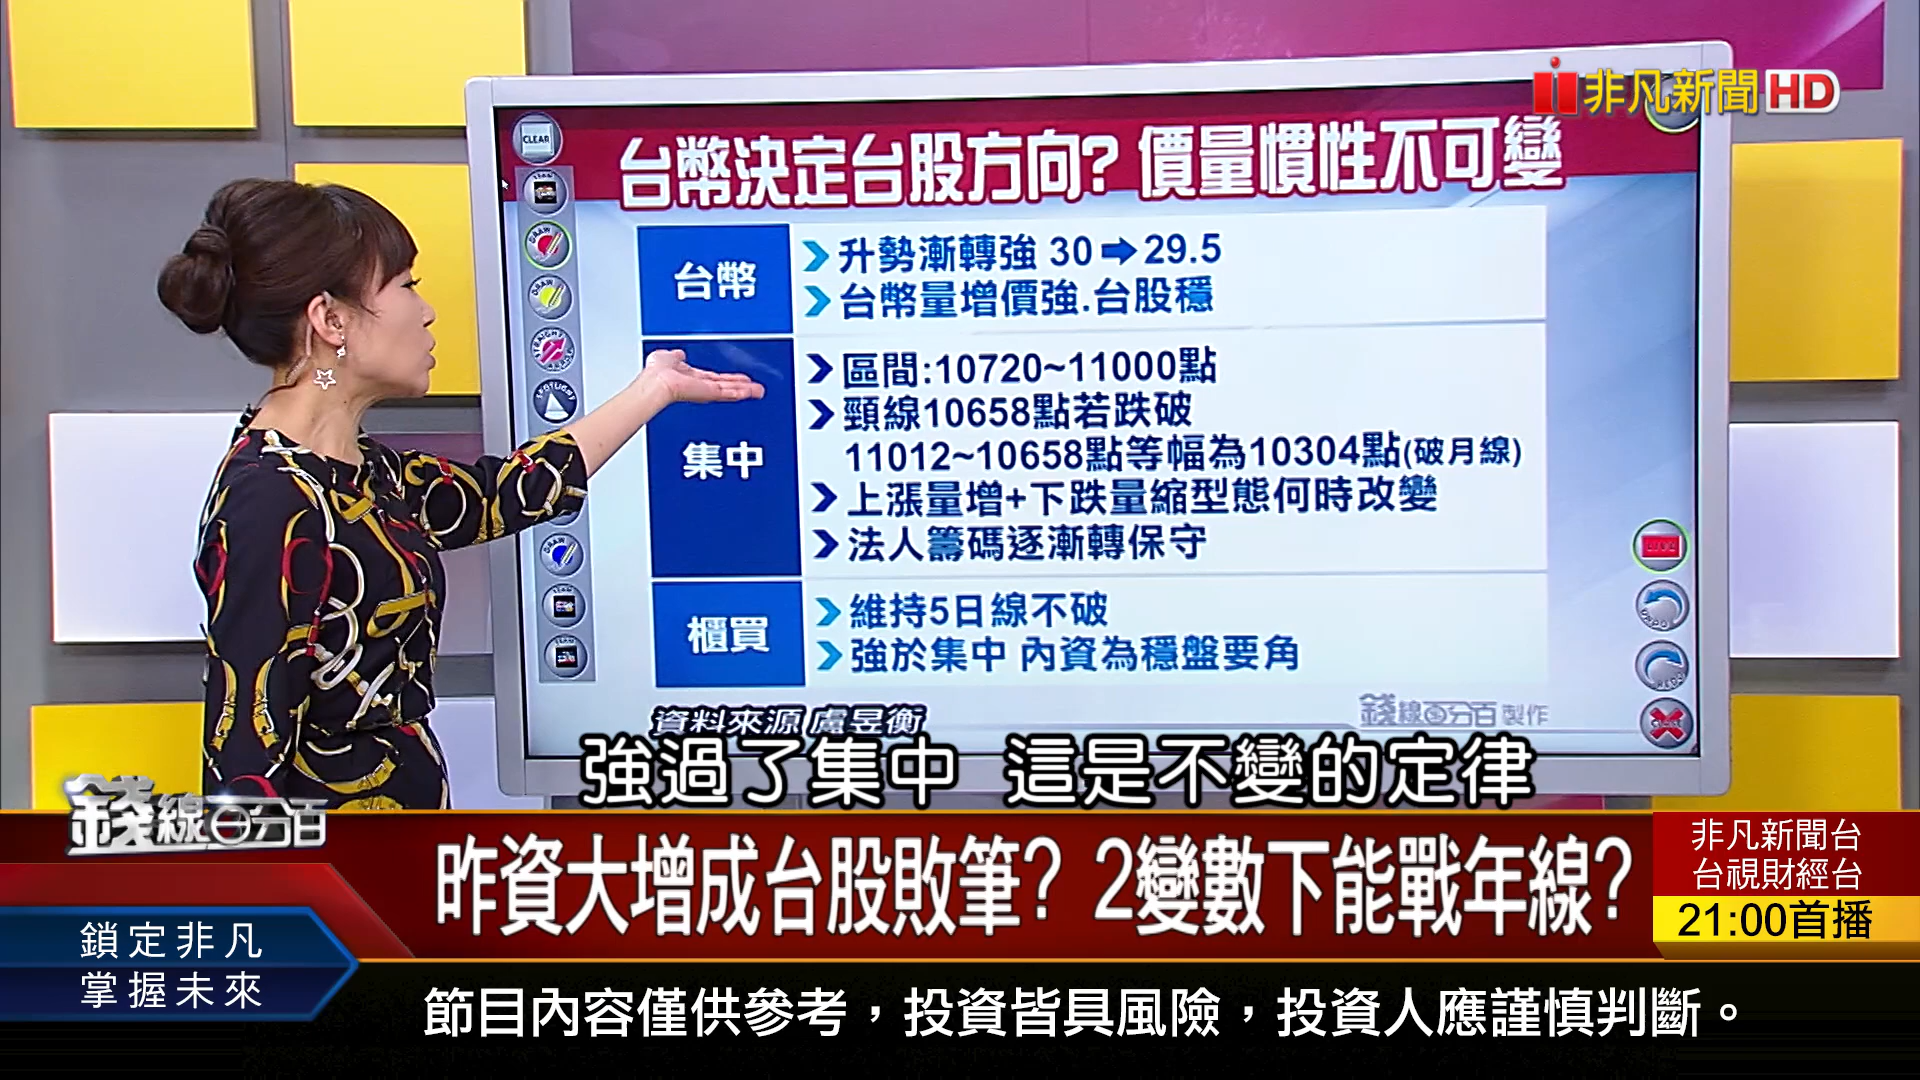 非凡新聞HD
CLEAR
台幣決定台股方向? 價量慣性不可變
台幣
升勢漸轉強 30➡29.5
台幣量增價強.台股穩
集中
區間:10720~11000點
頸線10658點若跌破
11012~10658點等幅為10304點(破月線)
上漲量增+下跌量縮型態何時改變
法人籌碼逐漸轉保守
櫃買
維持5日線不破
強於集中 內資為穩盤要角
資料來源 盧昱衡
錢線百分百 製作
強過了集中 這是不變的定律
錢線百分百
昨資大增成台股敗筆? 2變數下能戰年線?
非凡新聞台
台視財經台
21:00首播
鎖定非凡
掌握未來
節目內容僅供參考，投資皆具風險，投資人應謹慎判斷。